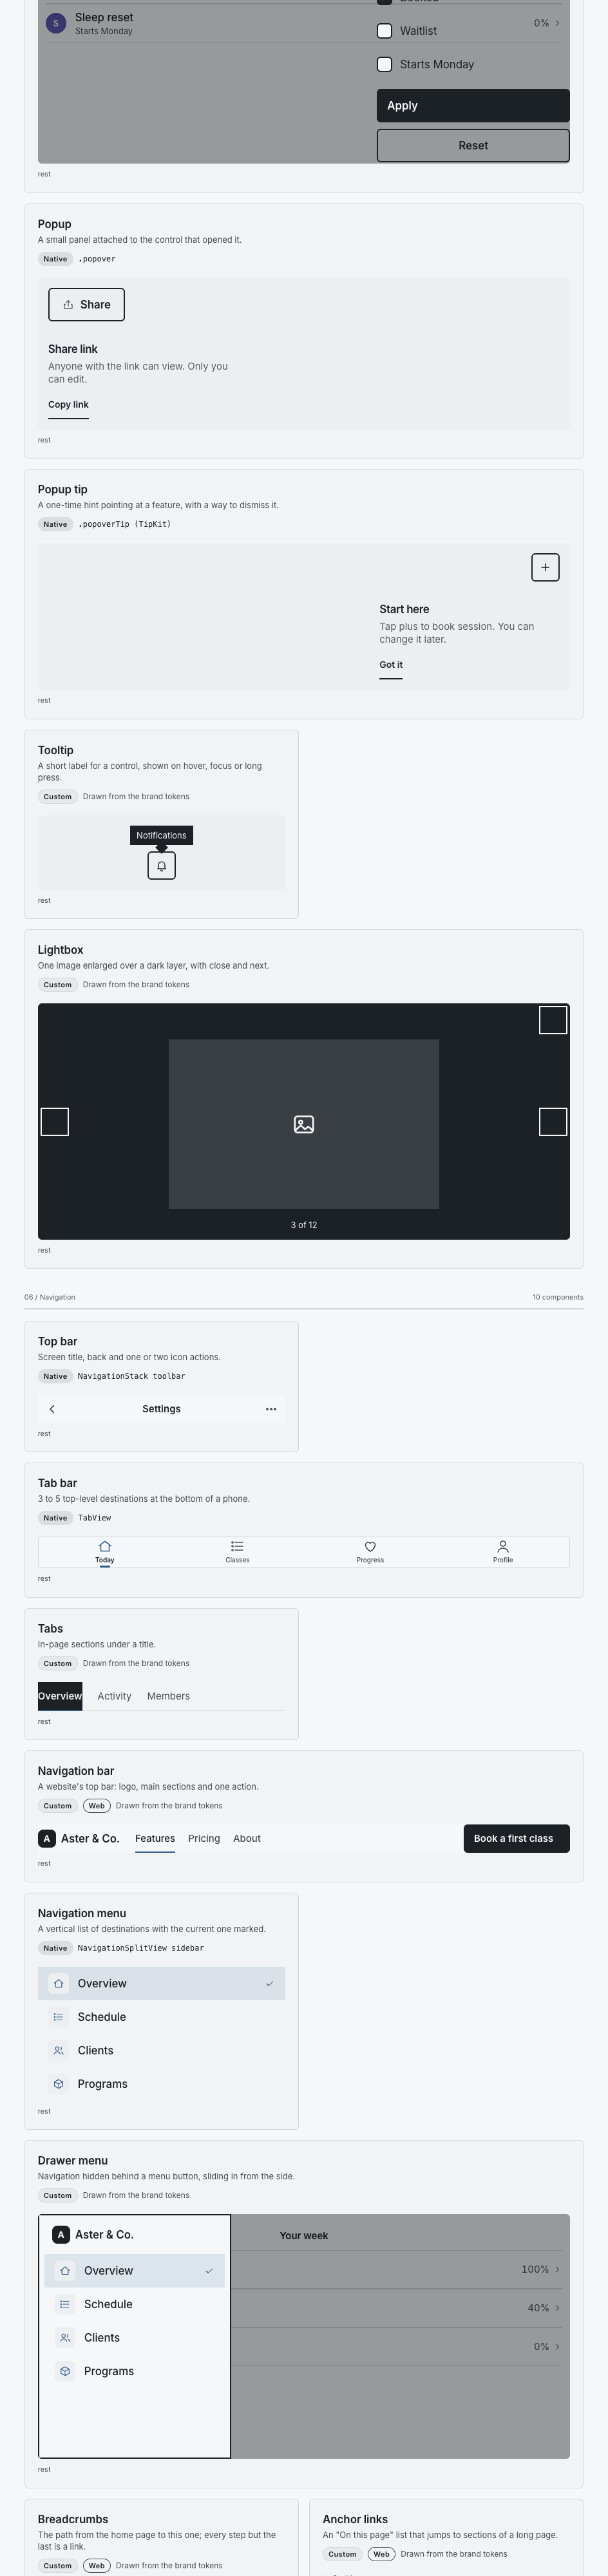 S
Sleep reset
Starts Monday
0%
Waitlist
Starts Monday
Apply
Reset
rest
Popup
A small panel attached to the control that opened it.
Native .popover
Share
Share link
Anyone with the link can view. Only you
can edit.
Copy link
rest
Popup tip
A one-time hint pointing at a feature, with a way to dismiss it.
Native .popoverTip (TipKit)
Start here
Tap plus to book session. You can
change it later.
Got it
rest
Tooltip
A short label for a control, shown on hover, focus or long
press.
Custom Drawn from the brand tokens
Notifications
rest
Lightbox
One image enlarged over a dark layer, with close and next.
Custom Drawn from the brand tokens
3 of 12
rest
06 / Navigation
10 components
Top bar
Screen title, back and one or two icon actions.
Native NavigationStack toolbar
Settings
rest
Tab bar
3 to 5 top-level destinations at the bottom of a phone.
Native TabView
Today
Classes
Progress
Profile
rest
Tabs
In-page sections under a title.
Custom Drawn from the brand tokens
Overview Activity Members
rest
Navigation bar
A website's top bar: logo, main sections and one action.
Custom Web Drawn from the brand tokens
A Aster & Co. Features Pricing About Book a first class
rest
Navigation menu
A vertical list of destinations with the current one marked.
Native NavigationSplitView sidebar
Overview
Schedule
Clients
Programs
rest
Drawer menu
Navigation hidden behind a menu button, sliding in from the side.
Custom Drawn from the brand tokens
A Aster & Co.
Overview
Schedule
Clients
Programs
Your week
100%
40%
0%
rest
Breadcrumbs
The path from the home page to this one; every step but the
last is a link.
Custom Web Drawn from the brand tokens
Anchor links
An "On this page" list that jumps to sections of a long page.
Custom Web Drawn from the brand tokens